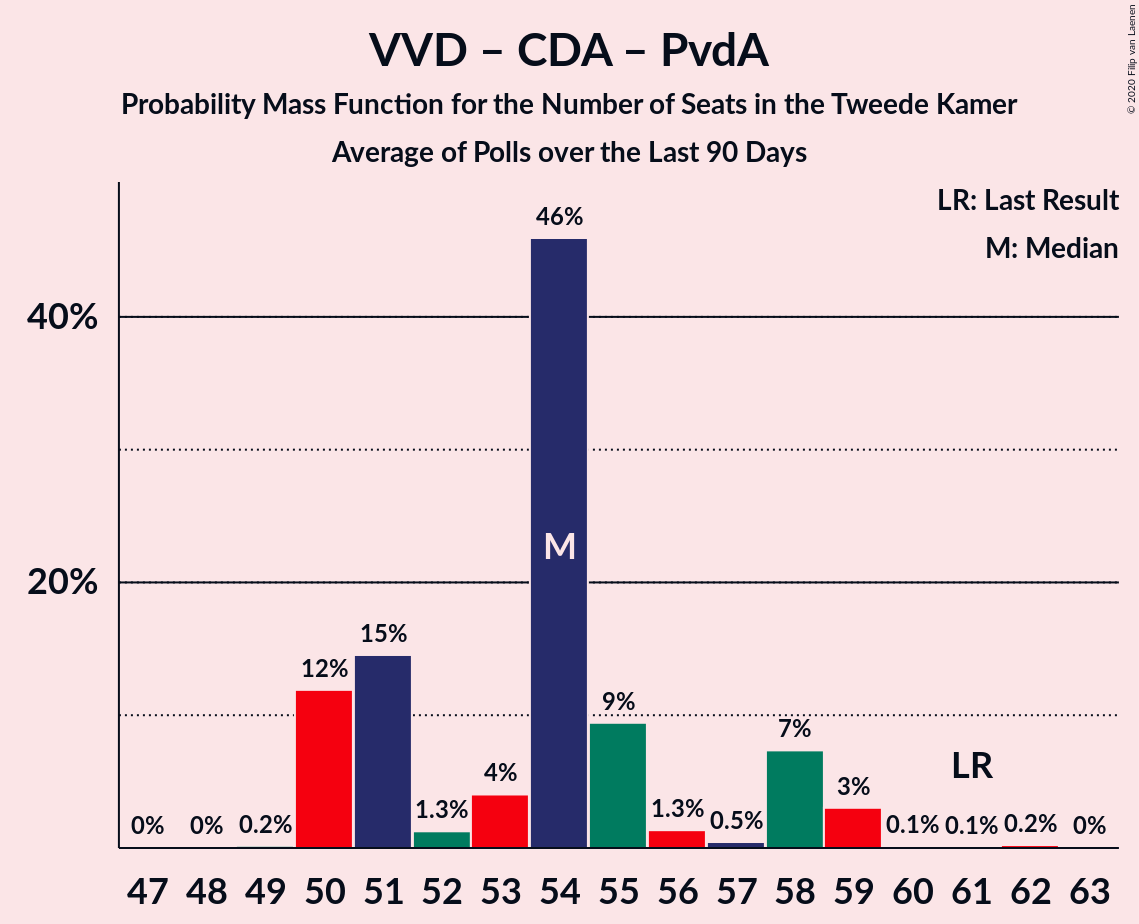 VVD – CDA – PvdA
Probability Mass Function for the Number of Seats in the Tweede Kamer
Average of Polls over the Last 90 Days
© 2020 Filip van Laenen
LR: Last Result
M: Median
46%
40%
M
20%
15%
12%
9%
7%
LR
4%
3%
1.3%
1.3%
0% 0% 0.2% 0.5% 0.1% 0.1% 0.2% 0%
47 48 49 50 51 52 53 54 55 56 57 58 59 60 61 62 63